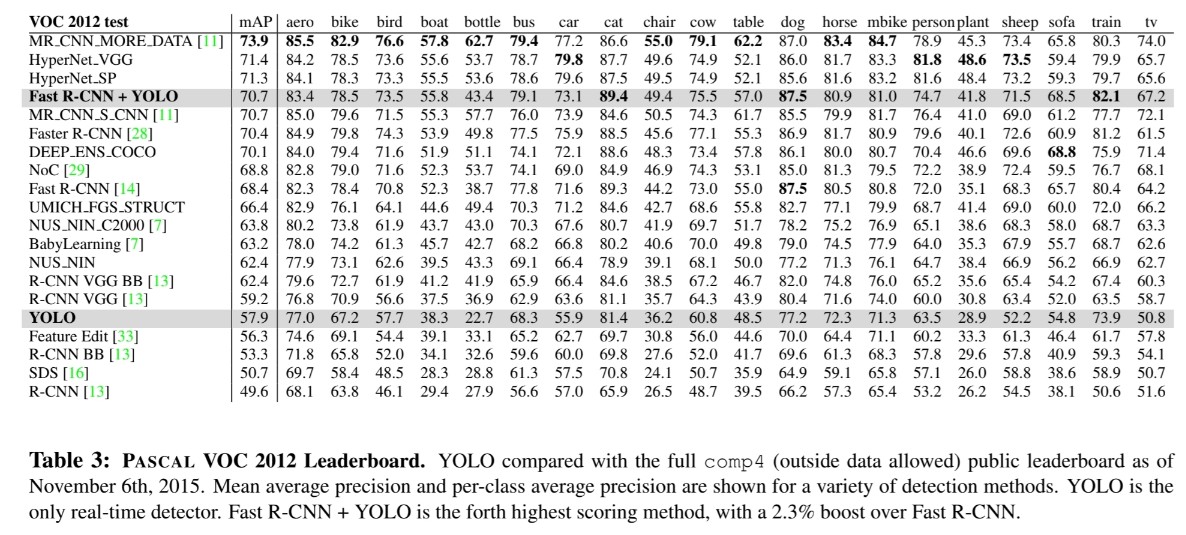 VOC 2012 test mAP aero bike bird boat bottle bus car cat chair cow table dog horse mbike person plant sheep sofa train tv
MR_CNN_MORE_DATA [11] 73.9 85.5 82.9 76.6 57.8 62.7 79.4 77.2 86.6 55.0 79.1 62.2 87.0 83.4 84.7 78.9 45.3 73.4 65.8 80.3 74.0
HyperNet_VGG 71.4 84.2 78.5 73.6 55.6 53.7 78.7 79.8 87.7 49.6 74.9 52.1 86.0 81.7 83.3 81.8 48.6 73.5 59.4 79.9 65.7
HyperNet_SP 71.3 84.1 78.3 73.3 55.5 53.6 78.6 79.6 87.5 49.5 74.9 52.1 85.6 81.6 83.2 81.6 48.4 73.2 59.3 79.7 65.6
Fast R-CNN + YOLO 70.7 83.4 78.5 73.5 55.8 43.4 79.1 73.1 89.4 49.4 75.5 57.0 87.5 80.9 81.0 74.7 41.8 71.5 68.5 82.1 67.2
MR_CNN_S_CNN [11] 70.7 85.0 79.6 71.5 55.3 57.7 76.0 73.9 84.6 50.5 74.3 61.7 85.5 79.9 81.7 76.4 41.0 69.0 61.2 77.7 72.1
Faster R-CNN [28] 70.4 84.9 79.8 74.3 53.9 49.8 77.5 75.9 88.5 45.6 77.1 55.3 86.9 81.7 80.9 79.6 40.1 72.6 60.9 81.2 61.5
DEEP_ENS_COCO 70.1 84.0 79.4 71.6 51.9 51.1 74.1 72.1 88.6 48.3 73.4 57.8 86.1 80.0 80.7 70.4 46.6 69.6 68.8 75.9 71.4
NoC [29] 68.8 82.8 79.0 71.6 52.3 53.7 74.1 69.0 84.9 46.9 74.3 53.1 85.0 81.3 79.5 72.2 38.9 72.4 59.5 76.7 68.1
Fast R-CNN [14] 68.4 82.3 78.4 70.8 52.3 38.7 77.8 71.6 89.3 44.2 73.0 55.0 87.5 80.5 80.8 72.0 35.1 68.3 65.7 80.4 64.2
UMICH_FGS_STRUCT 66.4 82.9 76.1 64.1 44.6 49.4 70.3 71.2 84.6 42.7 68.6 55.8 82.7 77.1 79.9 68.7 41.4 69.0 60.0 72.0 66.2
NUS_NIN_C2000 [7] 63.8 80.2 73.8 61.9 43.7 43.0 70.3 67.6 80.7 41.9 69.7 51.7 78.2 75.2 76.9 65.1 38.6 68.3 58.0 68.7 63.3
BabyLearning [7] 63.2 78.0 74.2 61.3 45.7 42.7 68.2 66.8 80.2 40.6 70.0 49.8 79.0 74.5 77.9 64.0 35.3 67.9 55.7 68.7 62.6
NUS_NIN 62.4 77.9 73.1 62.6 39.5 43.3 69.1 66.4 78.9 39.1 68.1 50.0 77.2 71.3 76.1 64.7 38.4 66.9 56.2 66.9 62.7
R-CNN VGG BB [13] 62.4 79.6 72.7 61.9 41.2 41.9 65.9 66.4 84.6 38.5 67.2 46.7 82.0 74.8 76.0 65.2 35.6 65.4 54.2 67.4 60.3
R-CNN VGG [13] 59.2 76.8 70.9 56.6 37.5 36.9 62.9 63.6 81.1 35.7 64.3 43.9 80.4 71.6 74.0 60.0 30.8 63.4 52.0 63.5 58.7
YOLO 57.9 77.0 67.2 57.7 38.3 22.7 68.3 55.9 81.4 36.2 60.8 48.5 77.2 72.3 71.3 63.5 28.9 52.2 54.8 73.9 50.8
Feature Edit [33] 56.3 74.6 69.1 54.4 39.1 33.1 65.2 62.7 69.7 30.8 56.0 44.6 70.0 64.4 71.1 60.2 33.3 61.3 46.4 61.7 57.8
R-CNN BB [13] 53.3 71.8 65.8 52.0 34.1 32.6 59.6 60.0 69.8 27.6 52.0 41.7 69.6 61.3 68.3 57.8 29.6 57.8 40.9 59.3 54.1
SDS [16] 50.7 69.7 58.4 48.5 28.3 28.8 61.3 57.5 70.8 24.1 50.7 35.9 64.9 59.1 65.8 57.1 26.0 58.8 38.6 58.9 50.7
R-CNN [13] 49.6 68.1 63.8 46.1 29.4 27.9 56.6 57.0 65.9 26.5 48.7 39.5 66.2 57.3 65.4 53.2 26.2 54.5 38.1 50.6 51.6
Table 3: PASCAL VOC 2012 Leaderboard. YOLO compared with the full comp4 (outside data allowed) public leaderboard as of
November 6th, 2015. Mean average precision and per-class average precision are shown for a variety of detection methods. YOLO is the
only real-time detector. Fast R-CNN + YOLO is the forth highest scoring method, with a 2.3% boost over Fast R-CNN.